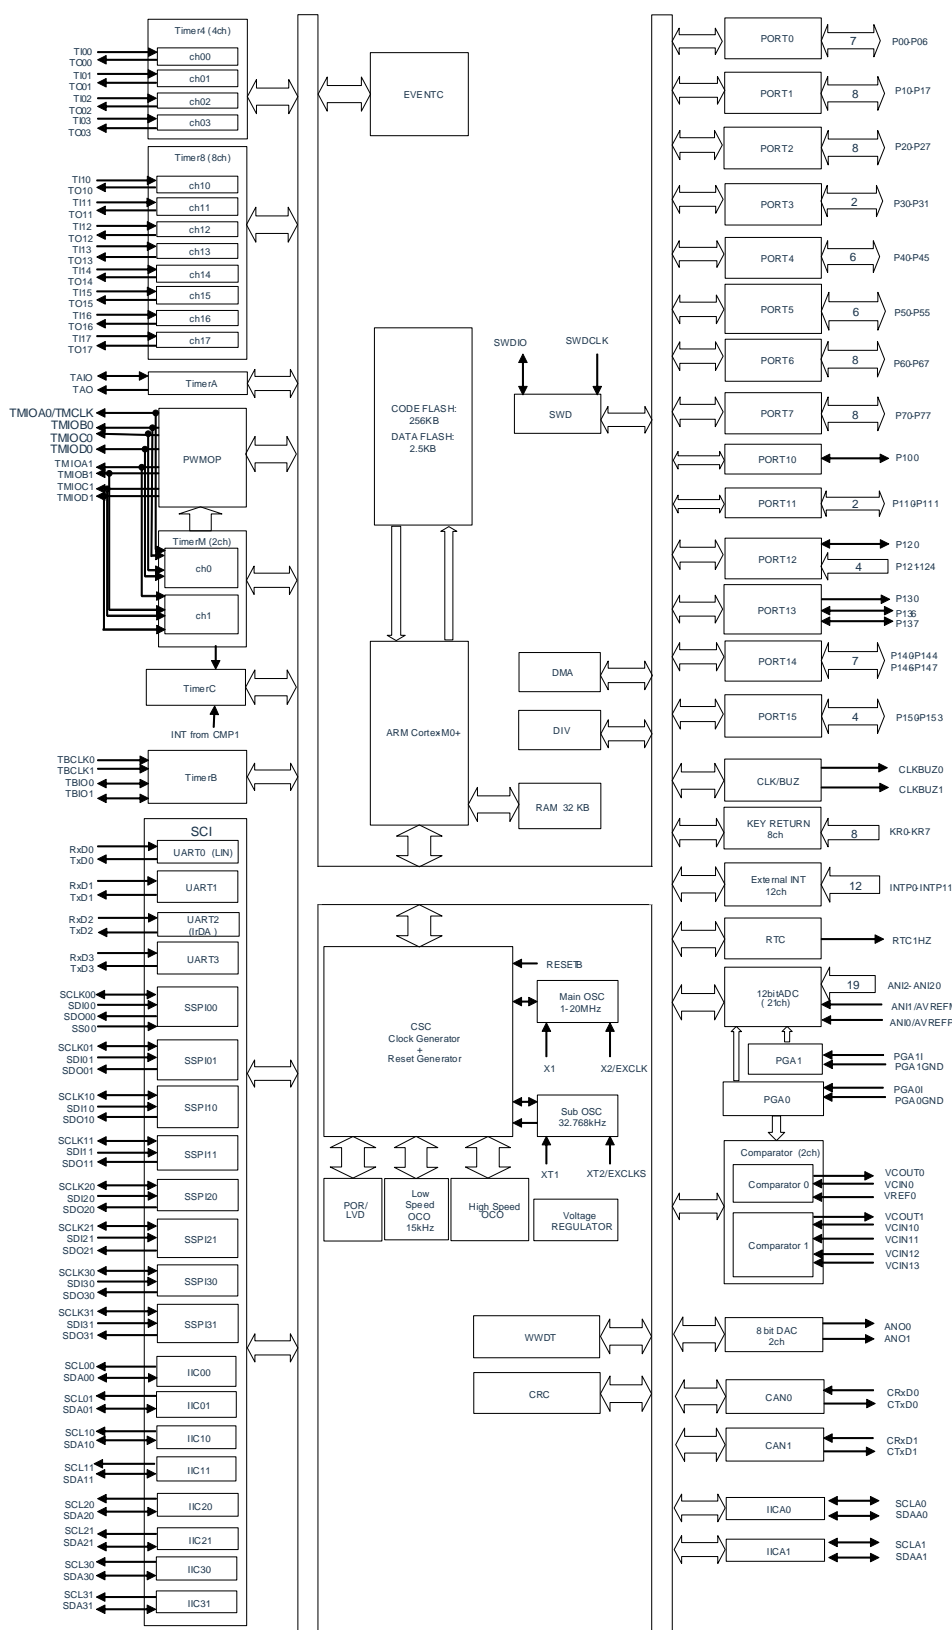 Timer4 (4ch)
TI00
TO00
ch00
TI01
TO01
ch01
TI02
TO02
ch02
TI03
TO03
ch03
Timer8 (8ch)
TI10
TO10
ch10
TI11
TO11
ch11
TI12
TO12
ch12
TI13
TO13
ch13
TI14
TO14
ch14
TI15
TO15
ch15
TI16
TO16
ch16
TI17
TO17
ch17
TAIO
TAO
TimerA
TMIOA0/TMCLK
TMIOB0
TMIOC0
TMIOD0
TMIOA1
TMIOB1
TMIOC1
TMIOD1
PWMOP
TimerM (2ch)
ch0
ch1
TimerC
INT from CMP1
TBCLK0
TBCLK1
TBIO0
TBIO1
TimerB
SCI
RxD0
TxD0
UART0 (LIN)
RxD1
TxD1
UART1
RxD2
TxD2
UART2
(IrDA )
RxD3
TxD3
UART3
SCLK00
SDI00
SDO00
SS00
SSPI00
SCLK01
SDI01
SDO01
SSPI01
SCLK10
SDI10
SDO10
SSPI10
SCLK11
SDI11
SDO11
SSPI11
SCLK20
SDI20
SDO20
SSPI20
SCLK21
SDI21
SDO21
SSPI21
SCLK30
SDI30
SDO30
SSPI30
SCLK31
SDI31
SDO31
SSPI31
SCL00
SDA00
IIC00
SCL01
SDA01
IIC01
SCL10
SDA10
IIC10
SCL11
SDA11
IIC11
SCL20
SDA20
IIC20
SCL21
SDA21
IIC21
SCL30
SDA30
IIC30
SCL31
SDA31
IIC31
EVENTC
CODE FLASH:
256KB
DATA FLASH:
2.5KB
SWDIO
SWDCLK
SWD
ARM CortexM0+
DMA
DIV
RAM 32 KB
CSC
Clock Generator
+
Reset Generator
RESETB
Main OSC
1-20MHz
X1
X2/EXCLK
Sub OSC
32.768kHz
XT1
XT2/EXCLKS
POR/
LVD
Low
Speed
OCO
15kHz
High Speed
OCO
Voltage
REGULATOR
WWDT
CRC
PORT0
7
P00-P06
PORT1
8
P10-P17
PORT2
8
P20-P27
PORT3
2
P30-P31
PORT4
6
P40-P45
PORT5
6
P50-P55
PORT6
8
P60-P67
PORT7
8
P70-P77
PORT10
P100
PORT11
2
P110-P111
PORT12
P120
4
P121-124
PORT13
P130
P136
P137
PORT14
7
P140-P144
P146-P147
PORT15
4
P150-P153
CLK/BUZ
CLKBUZ0
CLKBUZ1
KEY RETURN
8ch
8
KR0-KR7
External INT
12ch
12
INTP0-INTP11
RTC
RTC1HZ
12bitADC
( 21ch)
19
ANI2- ANI20
ANI1/AVREFM
ANI0/AVREFP
PGA1
PGA1I
PGA1GND
PGA0
PGA0I
PGA0GND
Comparator (2ch)
Comparator 0
VCOUT0
VCIN0
VREF0
Comparator 1
VCOUT1
VCIN10
VCIN11
VCIN12
VCIN13
8 bit DAC
2ch
ANO0
ANO1
CAN0
CRxD0
CTxD0
CAN1
CRxD1
CTxD1
IICA0
SCLA0
SDAA0
IICA1
SCLA1
SDAA1